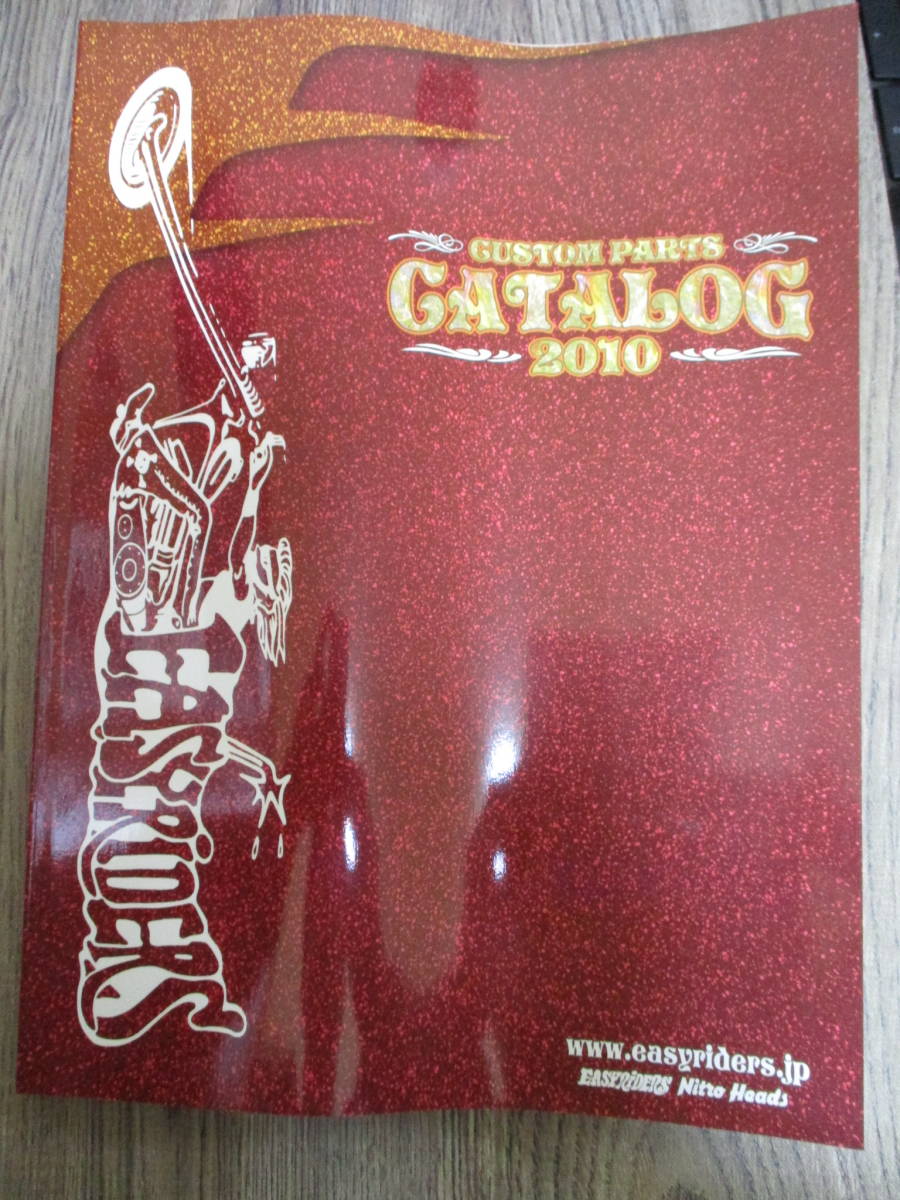 CUSTOM PARTS
CATALOG
2010
EASYRIDERS
www.easyriders.jp
EASYRIDERS Nitro Heads